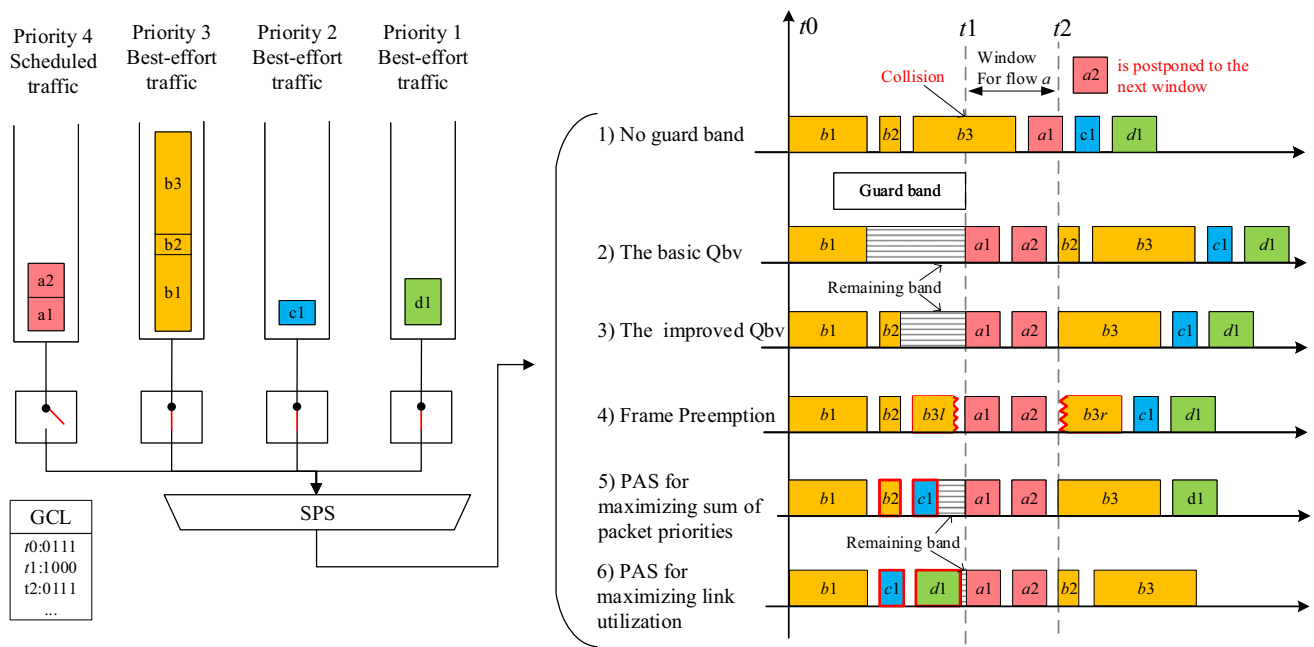 Priority 4
Scheduled
traffic
Priority 3
Best-effort
traffic
Priority 2
Best-effort
traffic
Priority 1
Best-effort
traffic
a2
a1
b3
b2
b1
c1
d1
SPS
GCL
t0:0111
t1:1000
t2:0111
...
t0
t1
t2
Window
For flow a
Collision
a2
is postponed to the
next window
1) No guard band
b1
b2
b3
a1
c1
d1
Guard band
2) The basic Qbv
b1
a1
a2
b2
b3
c1
d1
Remaining band
3) The improved Qbv
b1
b2
a1
a2
b3
c1
d1
4) Frame Preemption
b1
b2
b3l
a1
a2
b3r
c1
d1
5) PAS for
maximizing sum of
packet priorities
b1
b2
c1
a1
a2
b3
d1
Remaining band
6) PAS for
maximizing link
utilization
b1
c1
d1
a1
a2
b2
b3